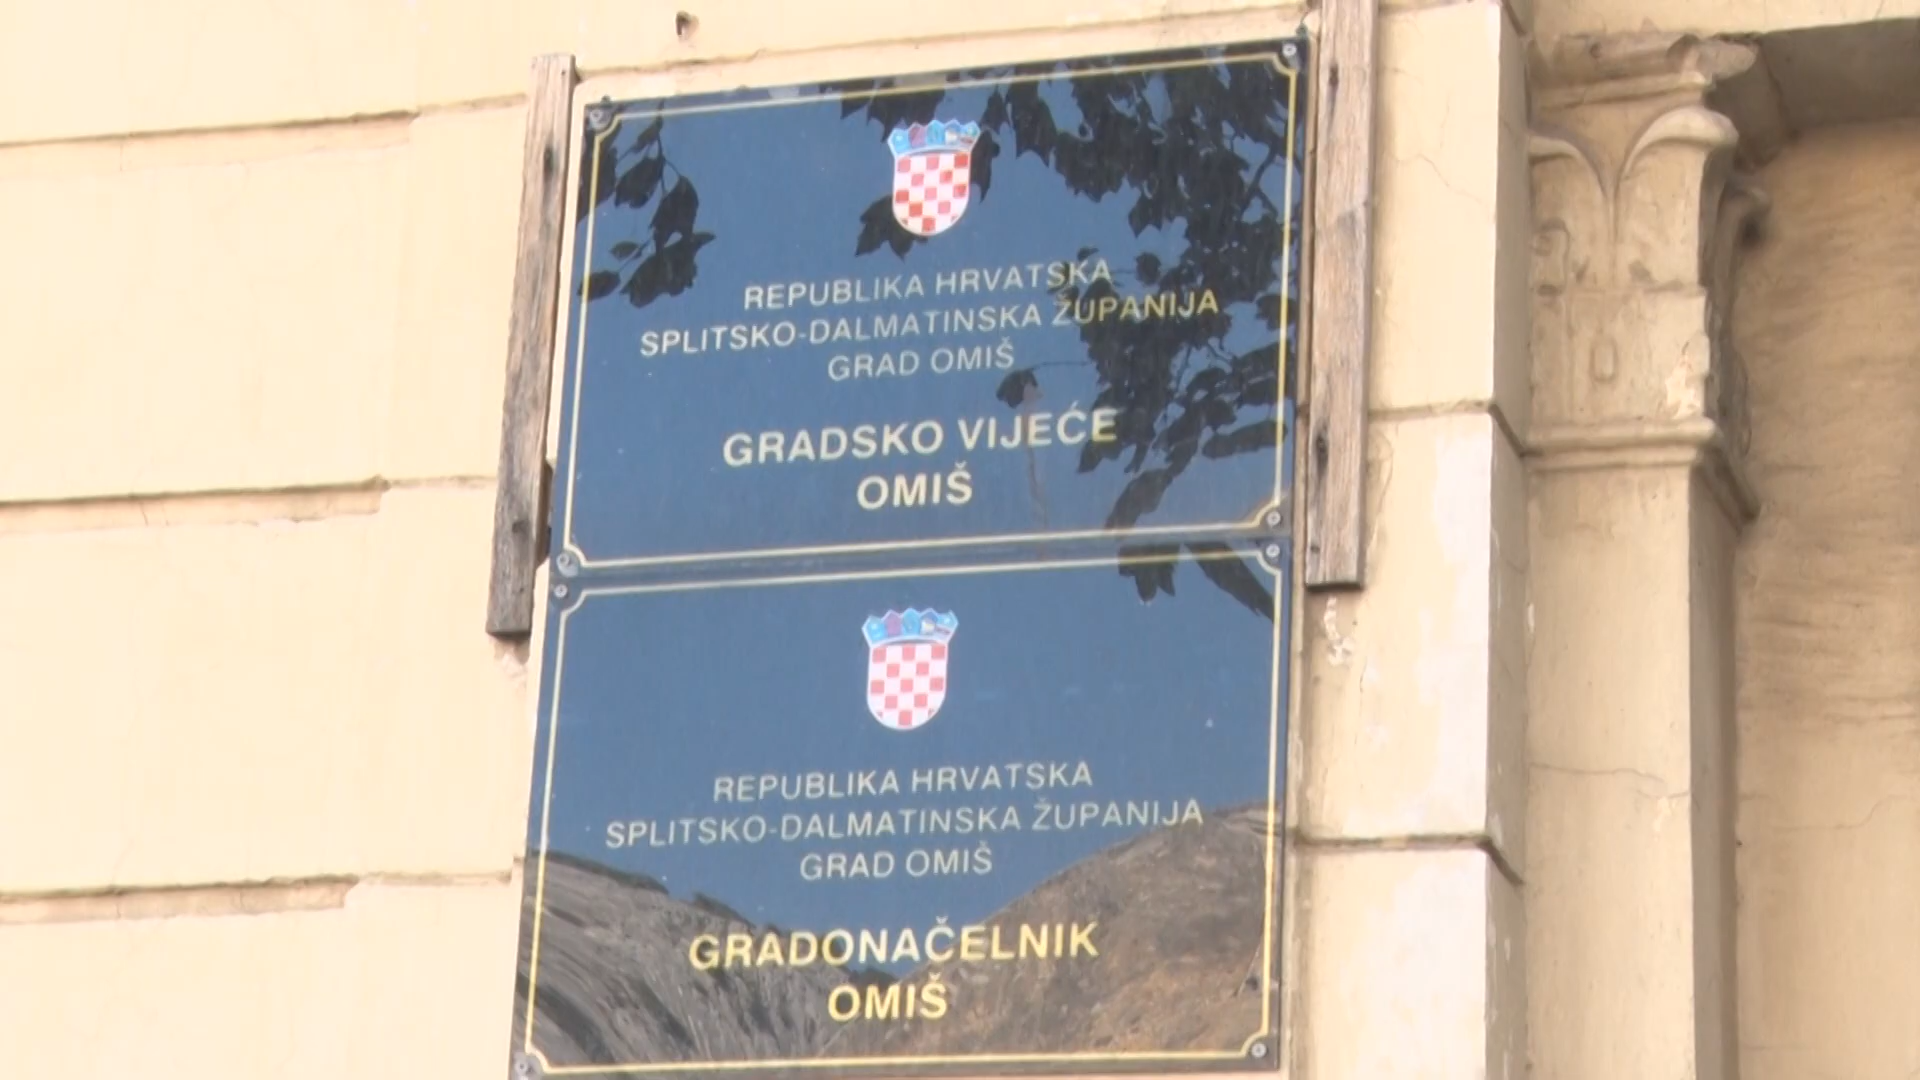 REPUBLIKA HRVATSKA
SPLITSKO-DALMATINSKA ŽUPANIJA
GRAD OMIŠ
GRADSKO VIJEĆE
OMIŠ
REPUBLIKA HRVATSKA
SPLITSKO-DALMATINSKA ŽUPANIJA
GRAD OMIŠ
GRADONAČELNIK
OMIŠ